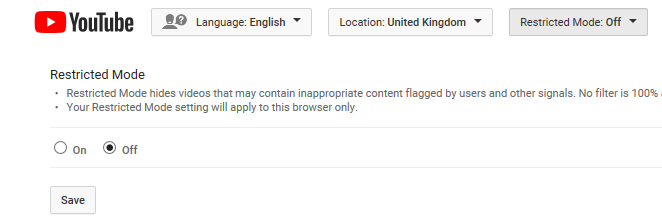 YouTube Language: English Location: United Kingdom Restricted Mode: Off
Restricted Mode
• Restricted Mode hides videos that may contain inappropriate content flagged by users and other signals. No filter is 100%
• Your Restricted Mode setting will apply to this browser only.
On Off
Save